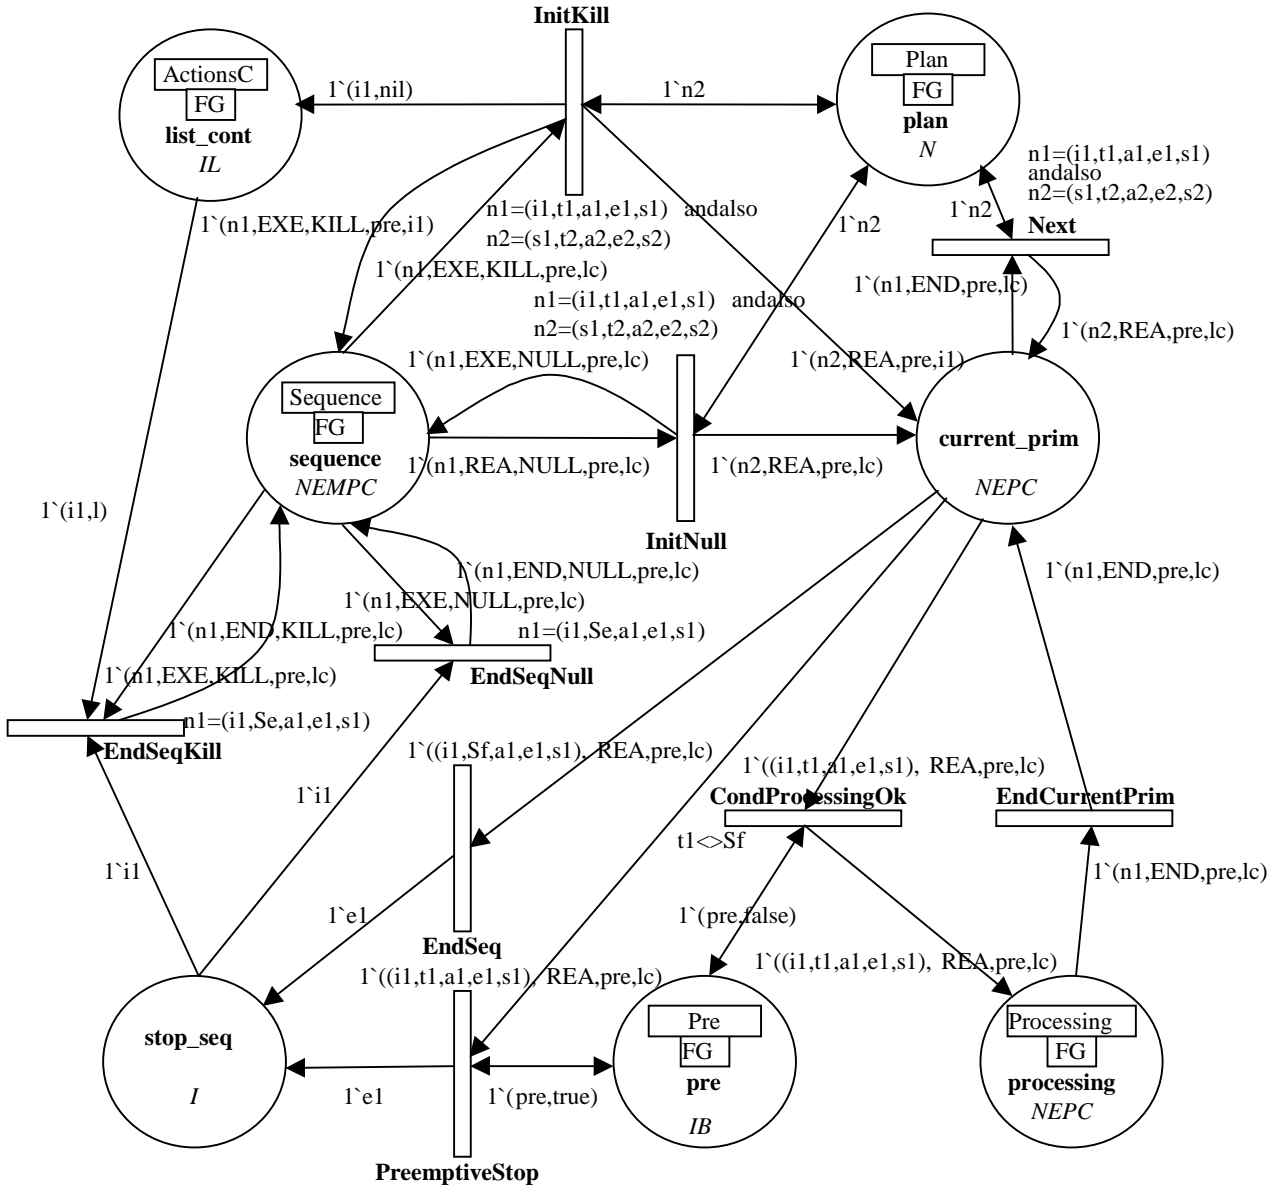 InitKill
ActionsC
FG
list_cont
IL
1`(i1,nil)
1`n2
Plan
FG
plan
N
n1=(i1,t1,a1,e1,s1)
andalso
n2=(s1,t2,a2,e2,s2)
1`n2
Next
1`(n1,EXE,KILL,pre,i1)
n1=(i1,t1,a1,e1,s1) andalso
n2=(s1,t2,a2,e2,s2)
1`n2
1`(n1,EXE,KILL,pre,lc)
1`(n1,END,pre,lc)
n1=(i1,t1,a1,e1,s1) andalso
n2=(s1,t2,a2,e2,s2)
1`(n2,REA,pre,lc)
1`(n1,EXE,NULL,pre,lc)
1`(n2,REA,pre,i1)
Sequence
FG
sequence
NEMPC
1`(n1,REA,NULL,pre,lc)
1`(n2,REA,pre,lc)
current_prim
NEPC
1`(i1,l)
InitNull
1`(n1,END,NULL,pre,lc)
1`(n1,END,pre,lc)
1`(n1,EXE,NULL,pre,lc)
1`(n1,END,KILL,pre,lc)
n1=(i1,Se,a1,e1,s1)
1`(n1,EXE,KILL,pre,lc)
EndSeqNull
n1=(i1,Se,a1,e1,s1)
EndSeqKill
1`((i1,Sf,a1,e1,s1), REA,pre,lc)
1`((i1,t1,a1,e1,s1), REA,pre,lc)
1`i1
CondProcessingOk
EndCurrentPrim
t1<>Sf
1`i1
1`(n1,END,pre,lc)
1`e1
1`(pre,false)
EndSeq
1`((i1,t1,a1,e1,s1), REA,pre,lc)
1`((i1,t1,a1,e1,s1), REA,pre,lc)
stop_seq
I
Pre
FG
pre
IB
Processing
FG
processing
NEPC
1`e1
1`(pre,true)
PreemptiveStop